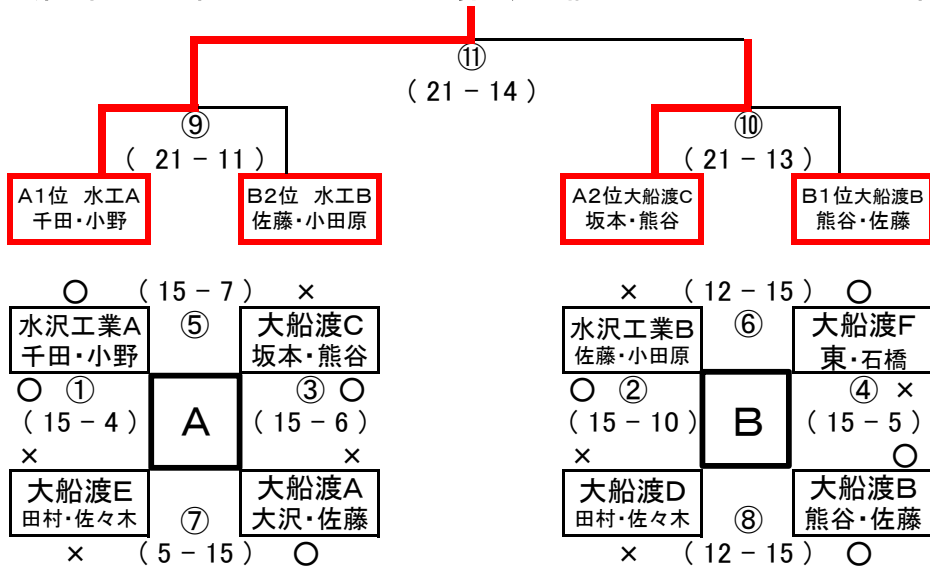 ⑪
( 21 - 14 )
⑨ ⑩
( 21 - 11 ) ( 21 - 13 )
A1位 水工A B2位 水工B A2位大船渡C B1位大船渡B
千田・小野 佐藤・小田原 坂本・熊谷 熊谷・佐藤
○ ( 15 - 7 ) × × ( 12 - 15 ) ○
水沢工業A ⑤ 大船渡C 水沢工業B ⑥ 大船渡F
千田・小野 坂本・熊谷 佐藤・小田原 東・石橋
○ ① ③ ○ ○ ② ④ ×
( 15 - 4 ) A ( 15 - 6 ) ( 15 - 10 ) B ( 15 - 5 )
× × × ○
大船渡E 大船渡A 大船渡D 大船渡B
田村・佐々木 ⑦ 大沢・佐藤 田村・佐々木 ⑧ 熊谷・佐藤
× ( 5 - 15 ) ○ × ( 12 - 15 ) ○